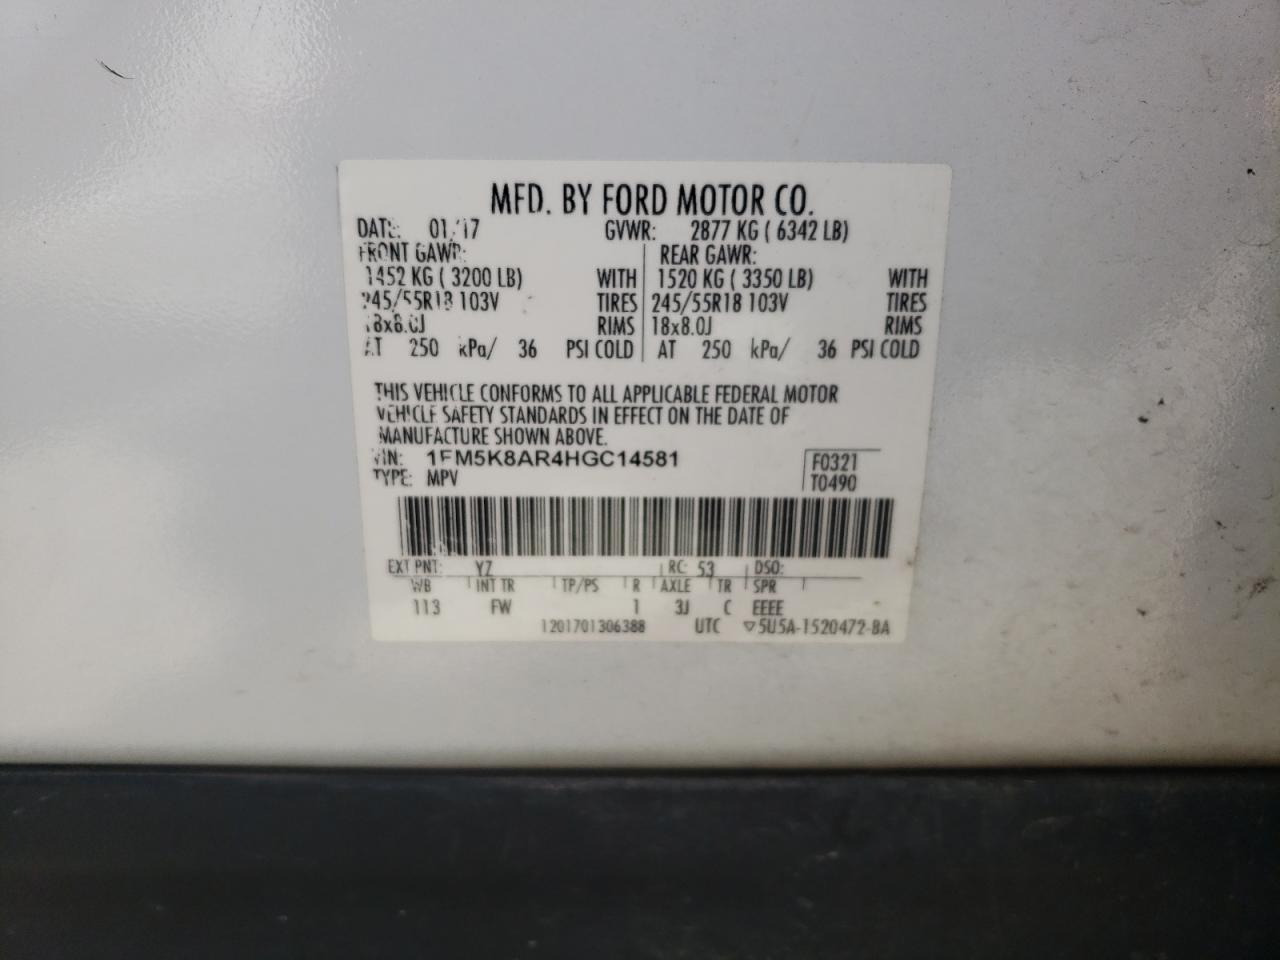 MFD. BY FORD MOTOR CO.
DATE: 01/17 GVWR: 2877 KG ( 6342 LB)
FRONT GAWR: REAR GAWR:
1452 KG ( 3200 LB) WITH 1520 KG ( 3350 LB) WITH
245/55R18 103V TIRES 245/55R18 103V TIRES
18x8.0J RIMS 18x8.0J RIMS
AT 250 kPa/ 36 PSI COLD AT 250 kPa/ 36 PSI COLD
THIS VEHICLE CONFORMS TO ALL APPLICABLE FEDERAL MOTOR
VEHICLE SAFETY STANDARDS IN EFFECT ON THE DATE OF
MANUFACTURE SHOWN ABOVE.
VIN: 1FM5K8AR4HGC14581 F0321
TYPE: MPV T0490
EXT PNT: YZ RC: 53 DSO:
WB INT TR TP/PS R AXLE TR SPR
113 FW 1 3J C EEEE
1201701306388 UTC ▽5U5A-1520472-BA